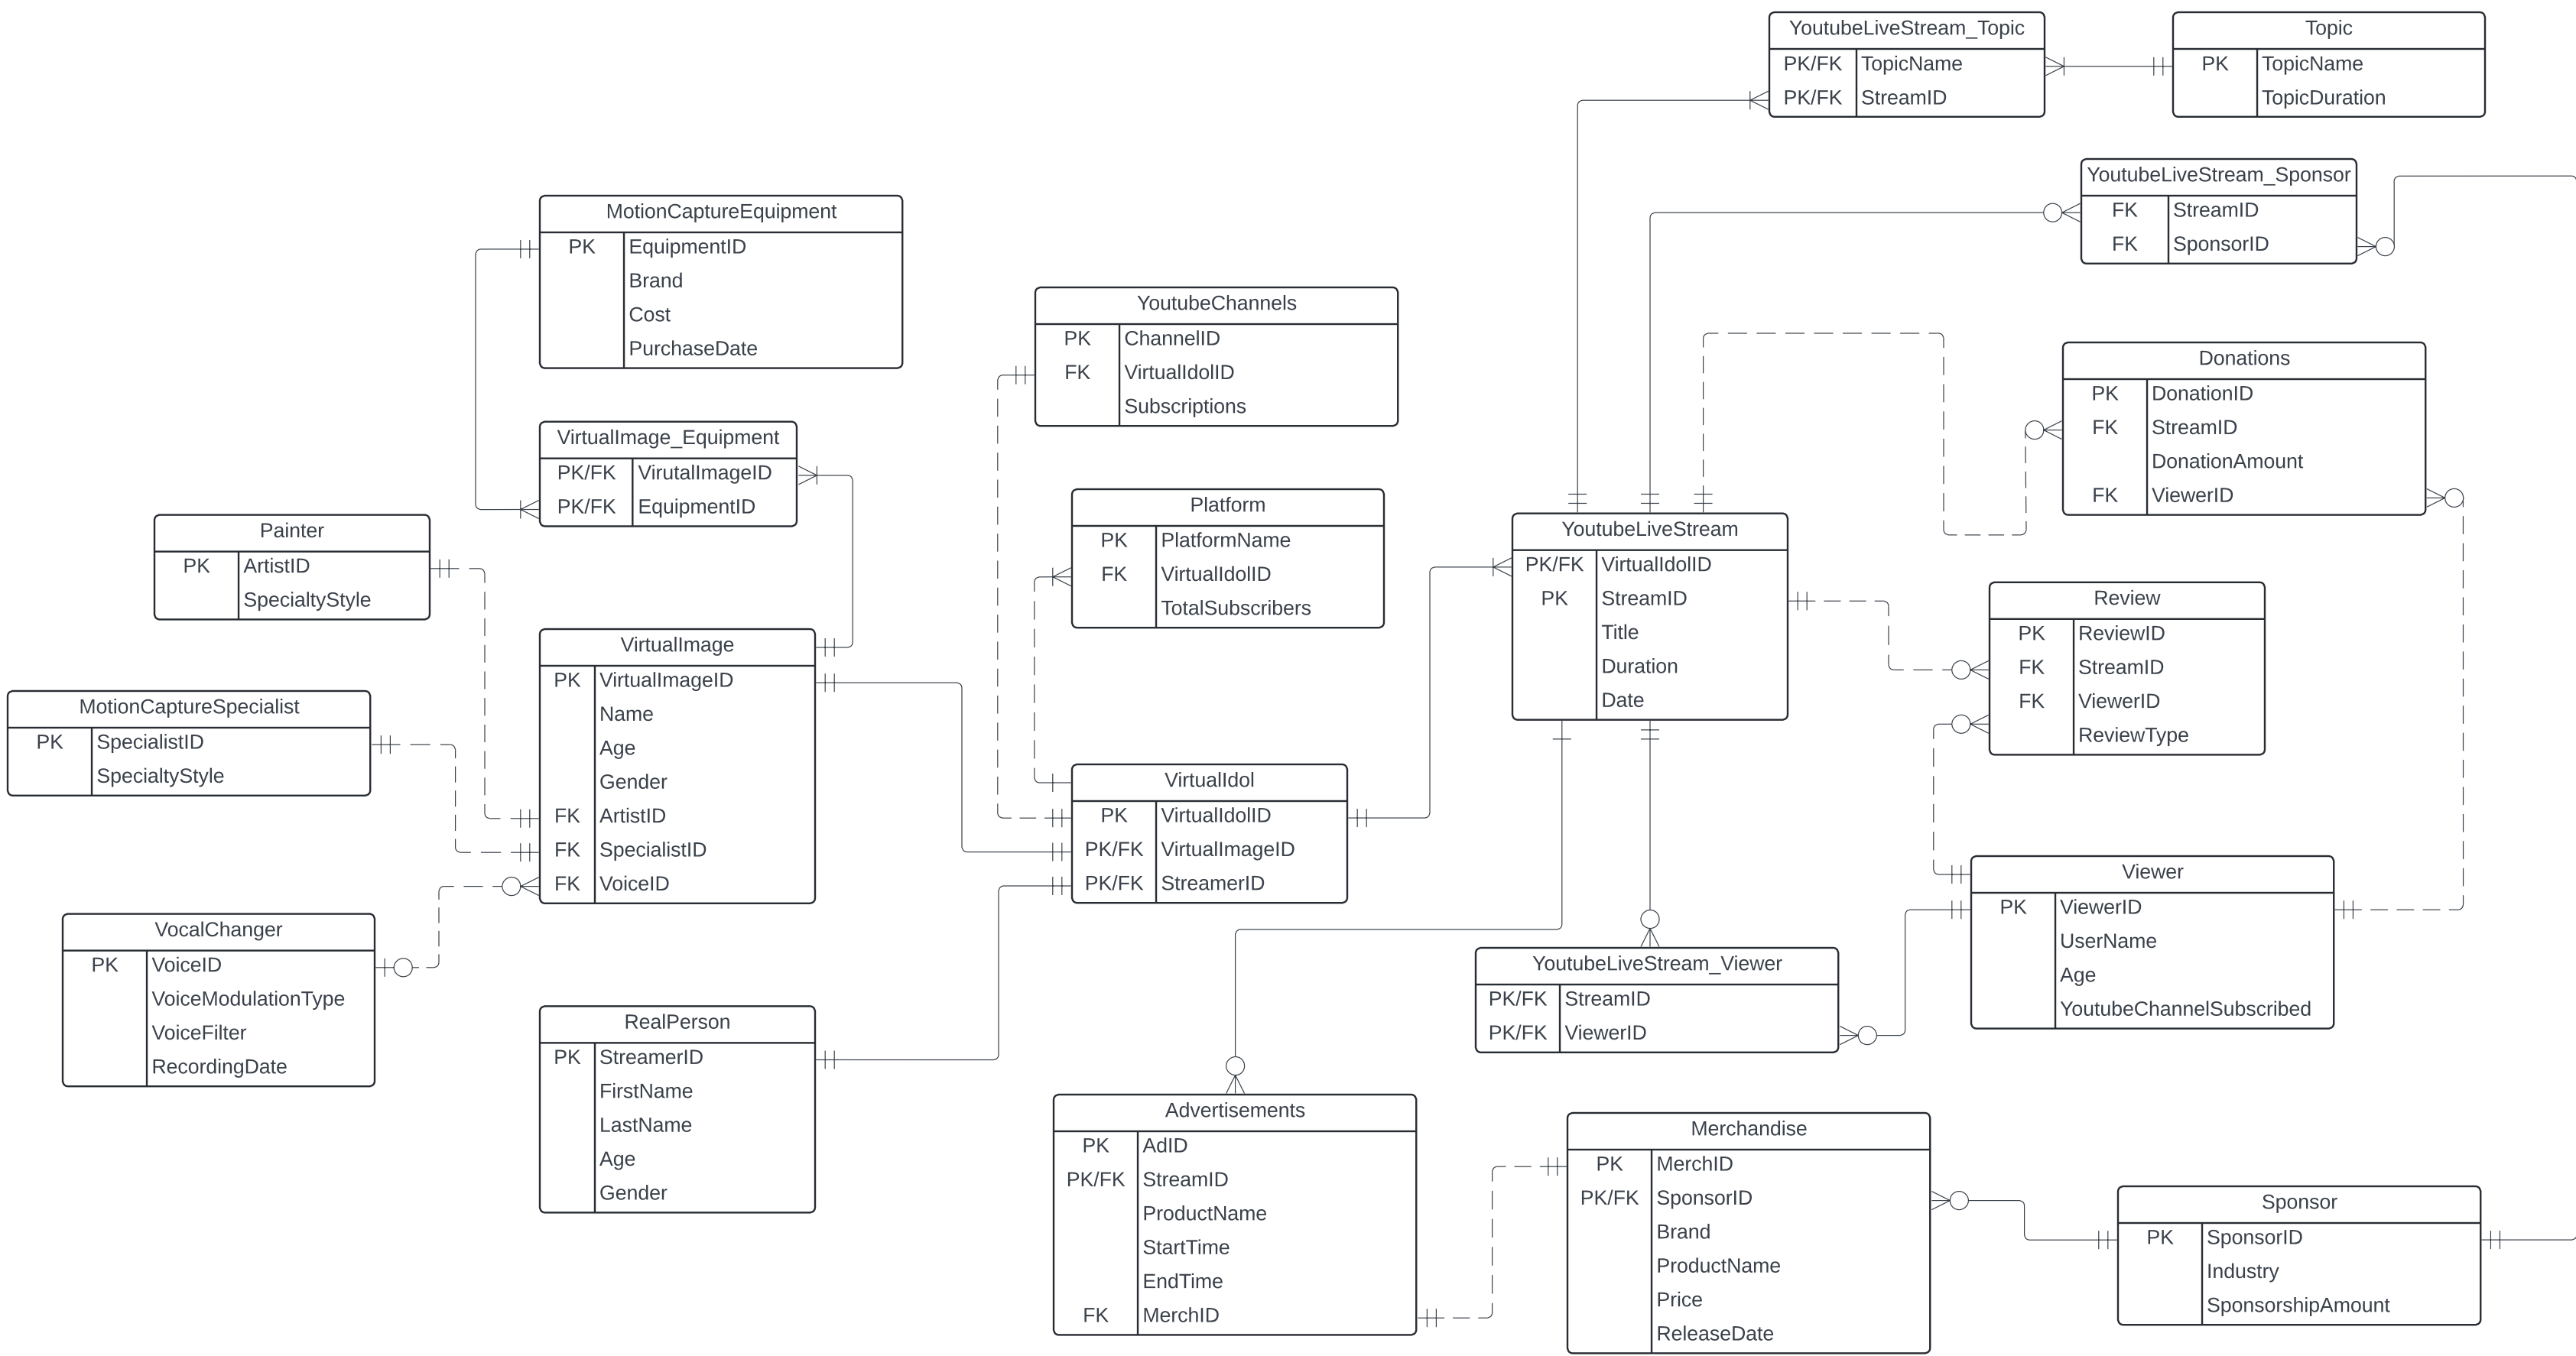 YoutubeLiveStream_Topic
PK/FK TopicName
PK/FK StreamID
Topic
PK TopicName
TopicDuration
YoutubeLiveStream_Sponsor
FK StreamID
FK SponsorID
MotionCaptureEquipment
PK EquipmentID
Brand
Cost
PurchaseDate
YoutubeChannels
PK ChannelID
FK VirtualIdolID
Subscriptions
Donations
PK DonationID
FK StreamID
DonationAmount
FK ViewerID
VirtualImage_Equipment
PK/FK VirutalImageID
PK/FK EquipmentID
Platform
PK PlatformName
FK VirtualIdolID
TotalSubscribers
Painter
PK ArtistID
SpecialtyStyle
YoutubeLiveStream
PK/FK VirtualIdolID
PK StreamID
Title
Duration
Date
Review
PK ReviewID
FK StreamID
FK ViewerID
ReviewType
VirtualImage
PK VirtualImageID
Name
Age
Gender
FK ArtistID
FK SpecialistID
FK VoiceID
MotionCaptureSpecialist
PK SpecialistID
SpecialtyStyle
VirtualIdol
PK VirtualIdolID
PK/FK VirtualImageID
PK/FK StreamerID
Viewer
PK ViewerID
UserName
Age
YoutubeChannelSubscribed
VocalChanger
PK VoiceID
VoiceModulationType
VoiceFilter
RecordingDate
YoutubeLiveStream_Viewer
PK/FK StreamID
PK/FK ViewerID
RealPerson
PK StreamerID
FirstName
LastName
Age
Gender
Advertisements
PK AdID
PK/FK StreamID
ProductName
StartTime
EndTime
FK MerchID
Merchandise
PK MerchID
PK/FK SponsorID
Brand
ProductName
Price
ReleaseDate
Sponsor
PK SponsorID
Industry
SponsorshipAmount